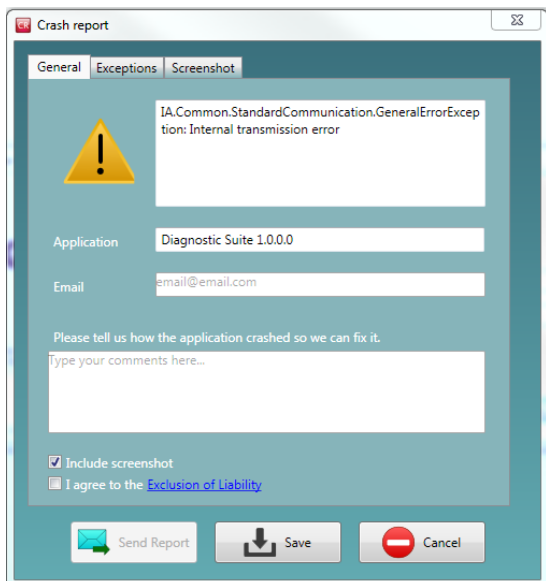 CR Crash report
General Exceptions Screenshot
IA.Common.StandardCommunication.GeneralErrorExcep
tion: Internal transmission error
Application Diagnostic Suite 1.0.0.0
Email email@email.com
Please tell us how the application crashed so we can fix it.
Type your comments here...
Include screenshot
I agree to the Exclusion of Liability
Send Report Save Cancel